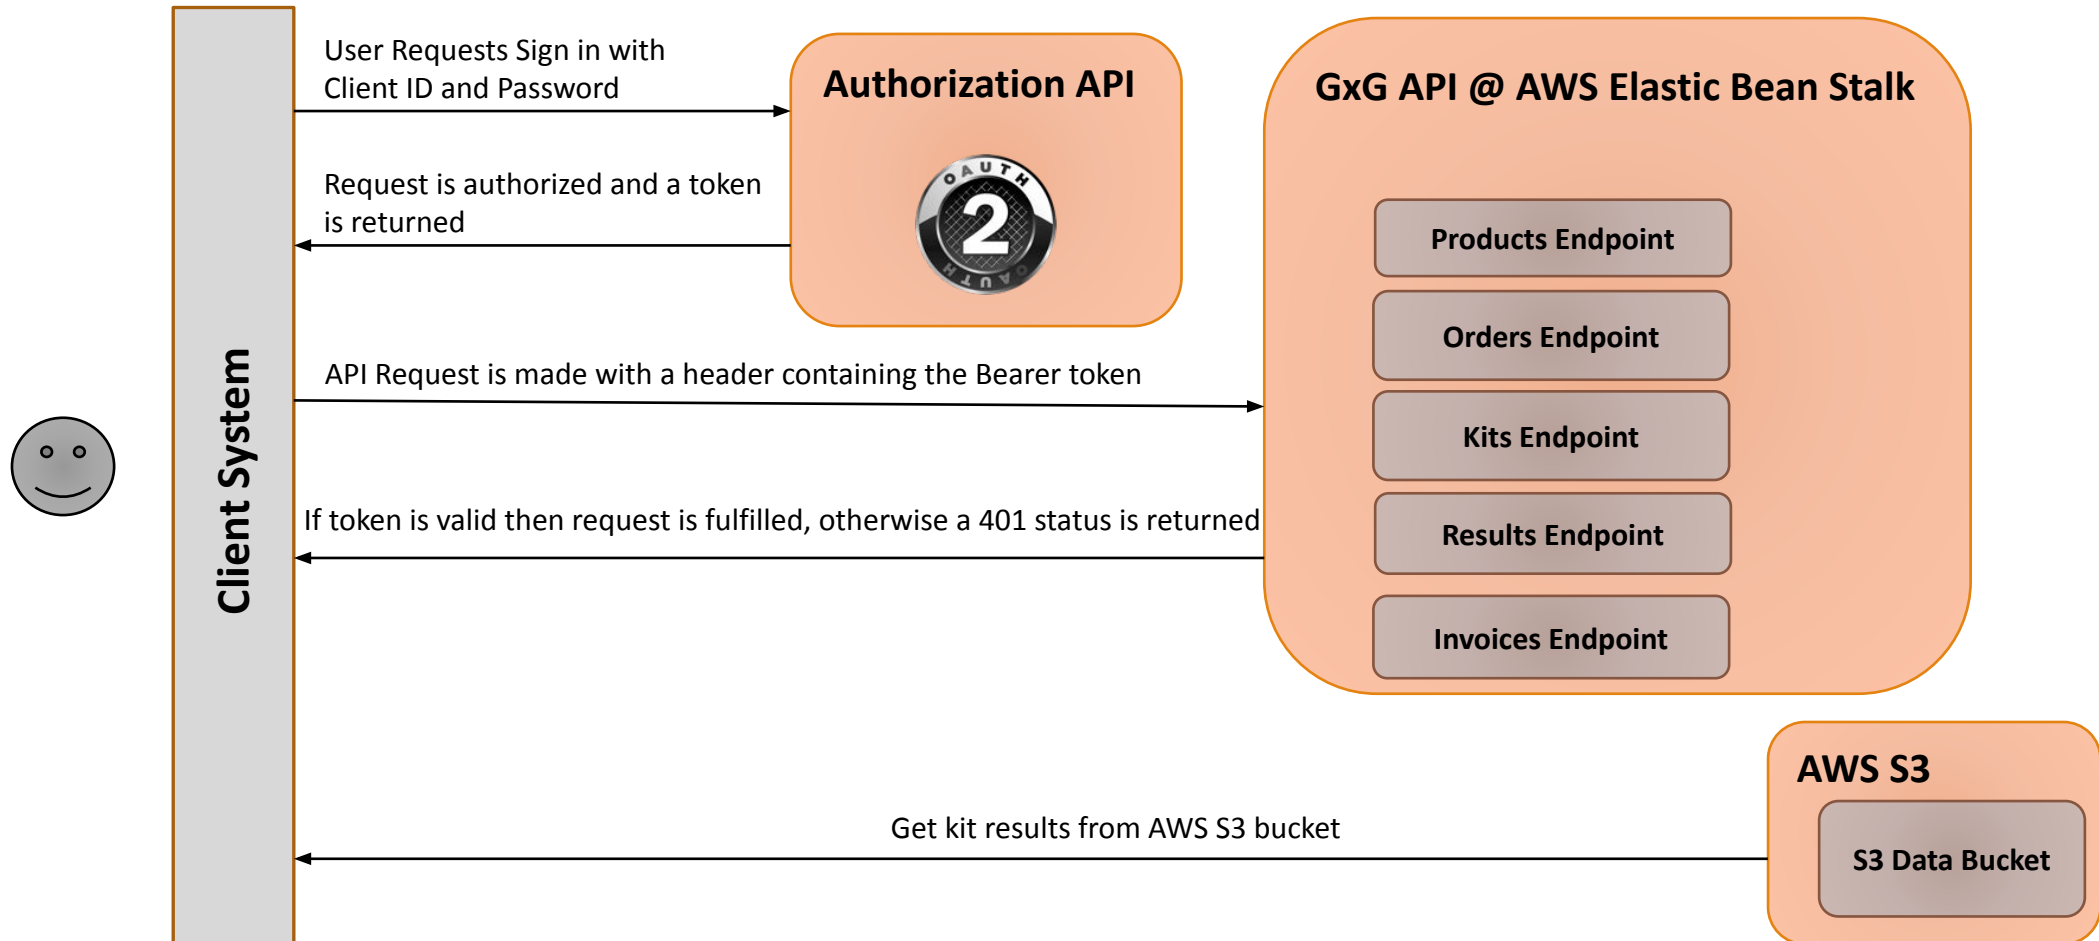 User Requests Sign in with
Client ID and Password
Authorization API
GxG API @ AWS Elastic Bean Stalk
OAUTH
2
OAUTH
Request is authorized and a token
is returned
Products Endpoint
Orders Endpoint
API Request is made with a header containing the Bearer token
Kits Endpoint
Client System
If token is valid then request is fulfilled, otherwise a 401 status is returned
Results Endpoint
Invoices Endpoint
AWS S3
Get kit results from AWS S3 bucket
S3 Data Bucket